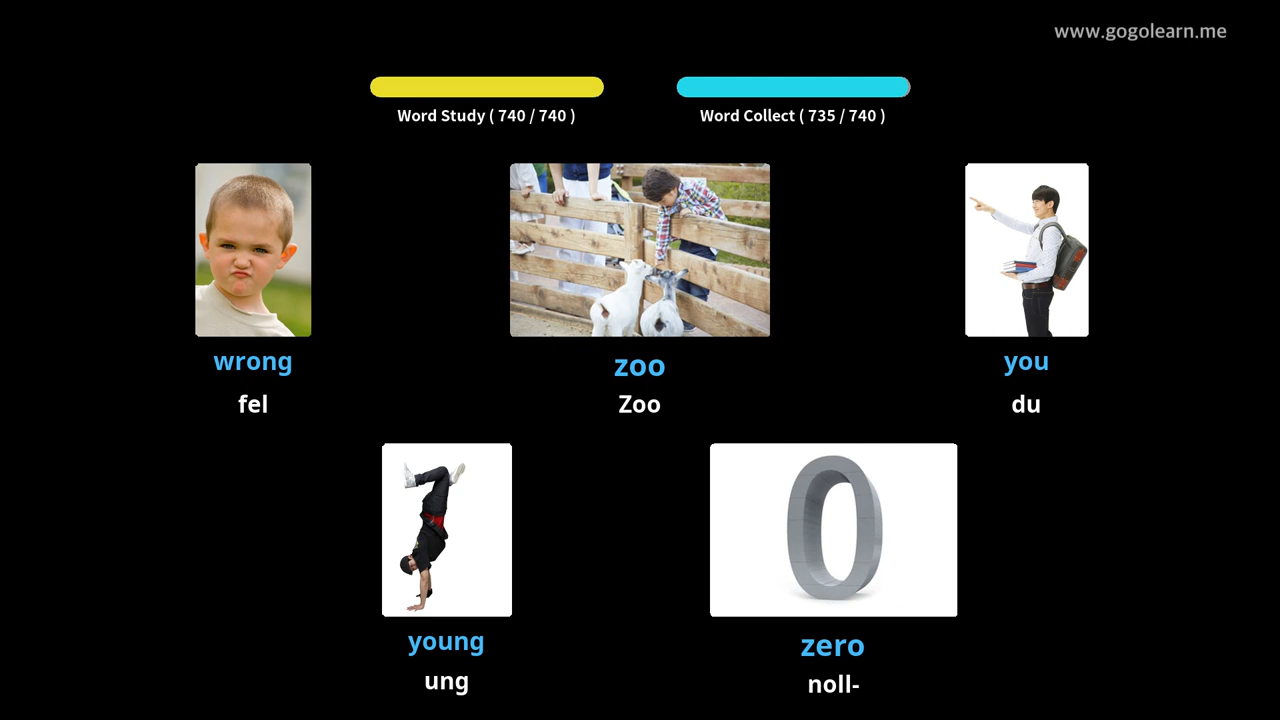 www.gogolearn.me
Word Study ( 740 / 740 )
Word Collect ( 735 / 740 )
wrong
fel
zoo
Zoo
you
du
young
ung
zero
noll-